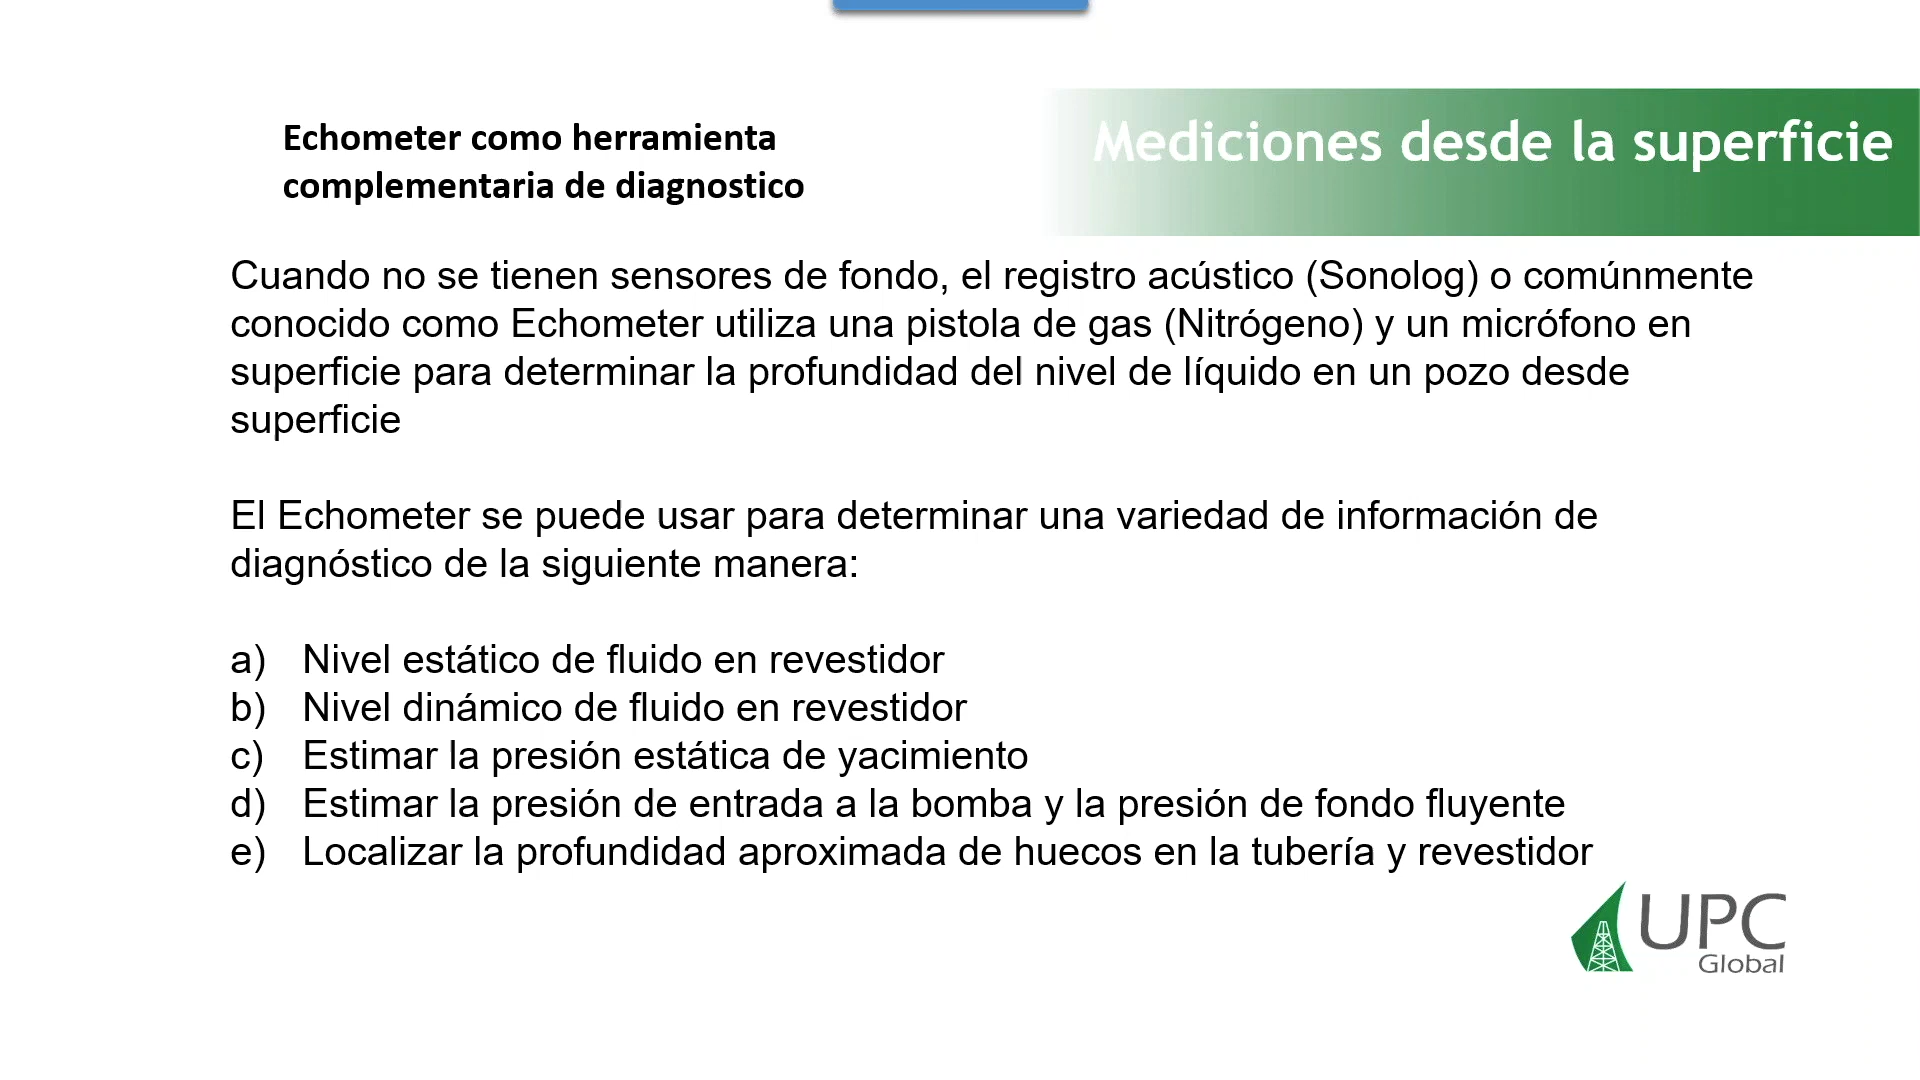 Echometer como herramienta
complementaria de diagnostico
Mediciones desde la superficie
Cuando no se tienen sensores de fondo, el registro acústico (Sonolog) o comúnmente
conocido como Echometer utiliza una pistola de gas (Nitrógeno) y un micrófono en
superficie para determinar la profundidad del nivel de líquido en un pozo desde
superficie
El Echometer se puede usar para determinar una variedad de información de
diagnóstico de la siguiente manera:
a) Nivel estático de fluido en revestidor
b) Nivel dinámico de fluido en revestidor
c) Estimar la presión estática de yacimiento
d) Estimar la presión de entrada a la bomba y la presión de fondo fluyente
e) Localizar la profundidad aproximada de huecos en la tubería y revestidor
UPC
Global